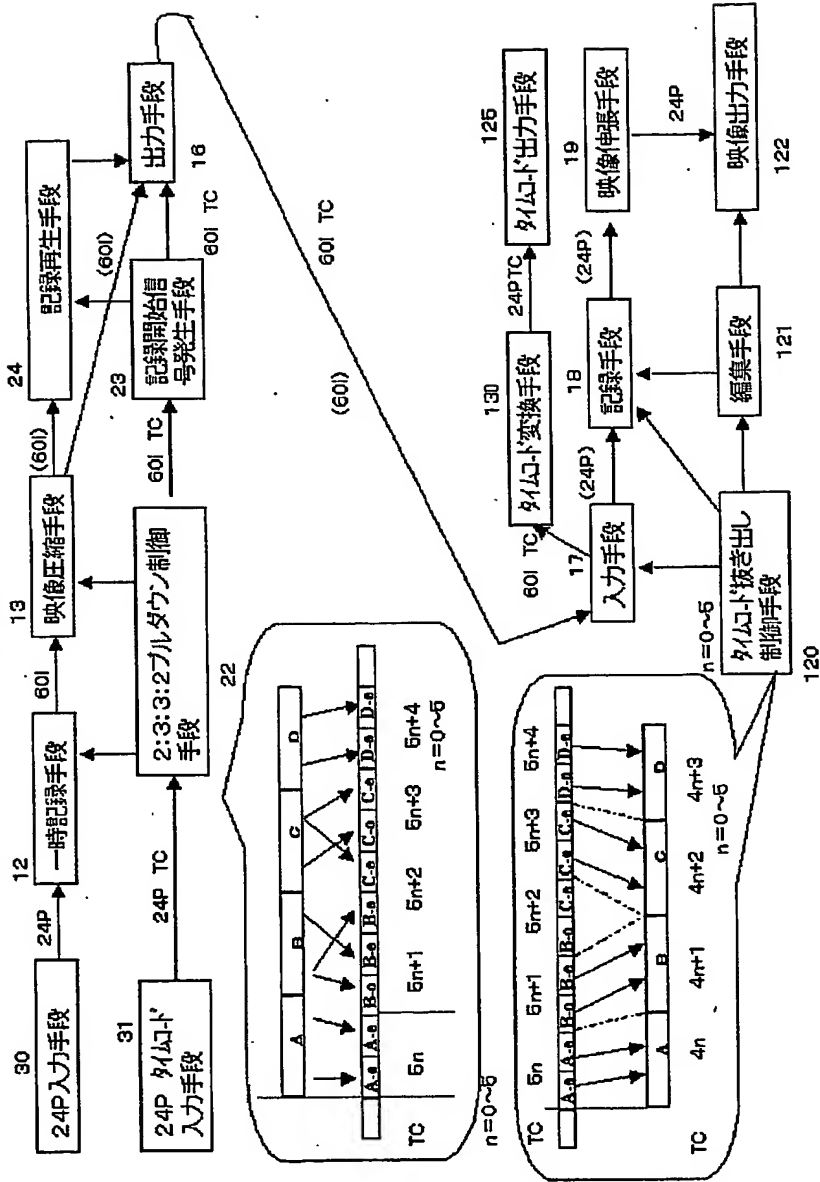 30
24P入力手段
24P
12
一時記録手段
60I
13
映像圧縮手段
(60I)
24
記録再生手段
(60I)
出力手段
16
31
24P タイムコード
入力手段
24P TC
2:3:3:2プルダウン制御
手段
22
60I TC
23
記録開始信
号発生手段
60I TC
A
B
C
D
A-o A-e B-o B-e B-o C-e C-o C-e D-o D-e
TC
5n
5n+1
5n+2
5n+3
5n+4
n=0~5
n=0~5
60I TC
(60I)
TC
5n
5n+1
5n+2
5n+3
5n+4
A-o A-e B-o B-e B-o C-e C-o C-e D-o D-e
A
B
C
D
TC
4n
4n+1
4n+2
4n+3
n=0~5
n=0~5
タイムコード抜き出し
制御手段
120
60I TC
17
入力手段
130
タイムコード変換手段
24PTC
タイムコード出力手段
125
(24P)
18
記録手段
(24P)
19
映像伸張手段
24P
編集手段
121
映像出力手段
122